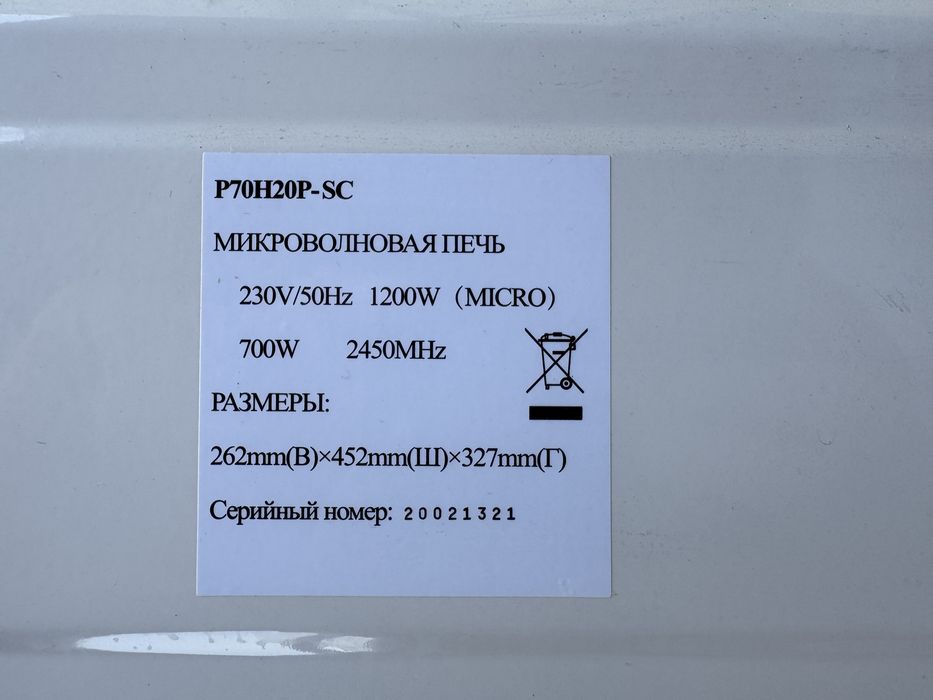 P70H20P-SC
МИКРОВОЛНОВАЯ ПЕЧЬ
230V/50Hz 1200W (MICRO)
700W 2450MHz
РАЗМЕРЫ:
262mm(В)×452mm(Ш)×327mm(Г)
Серийный номер: 20021321